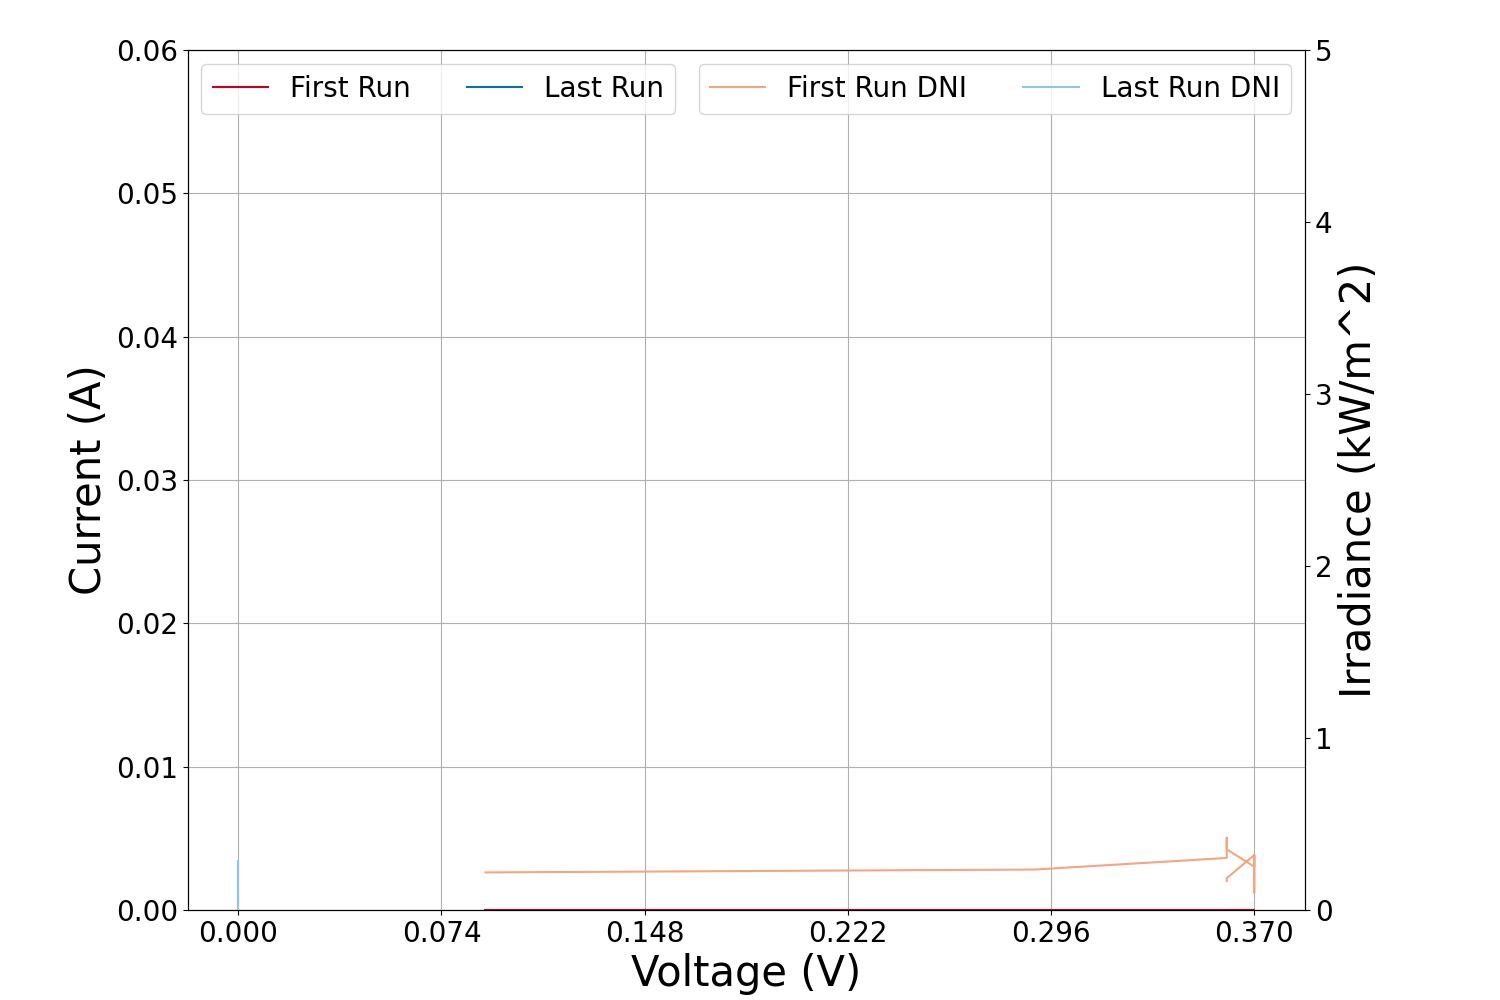 First Run
Last Run
First Run DNI
Last Run DNI
0.06
0.05
0.04
0.03
0.02
0.01
0.00
Current (A)
5
4
3
2
1
0
Irradiance (kW/m^2)
0.000 0.074 0.148 0.222 0.296 0.370
Voltage (V)